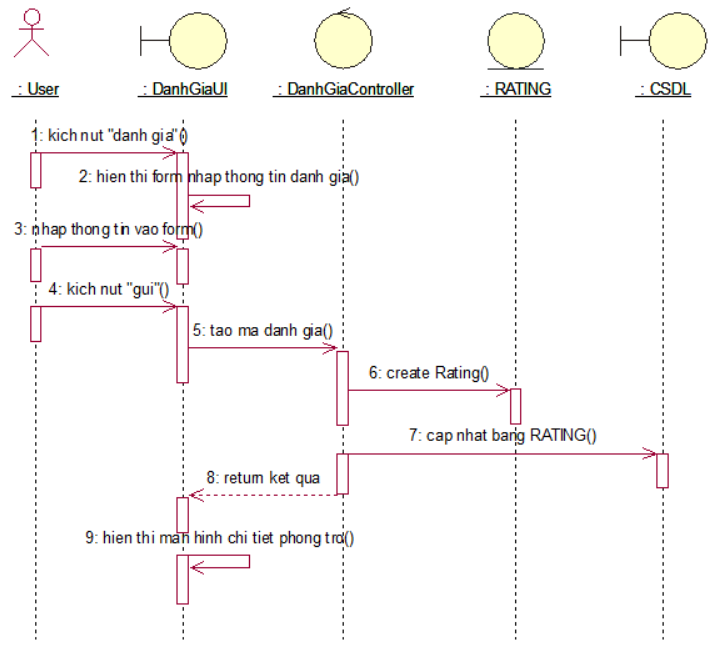 : User
: DanhGiaUI
: DanhGiaController
: RATING
: CSDL
1: kich nut "danh gia"()
2: hien thi form nhap thong tin danh gia()
3: nhap thong tin vao form()
4: kich nut "gui"()
5: tao ma danh gia()
6: create Rating()
7: cap nhat bang RATING()
8: return ket qua
9: hien thi man hinh chi tiet phong tro()